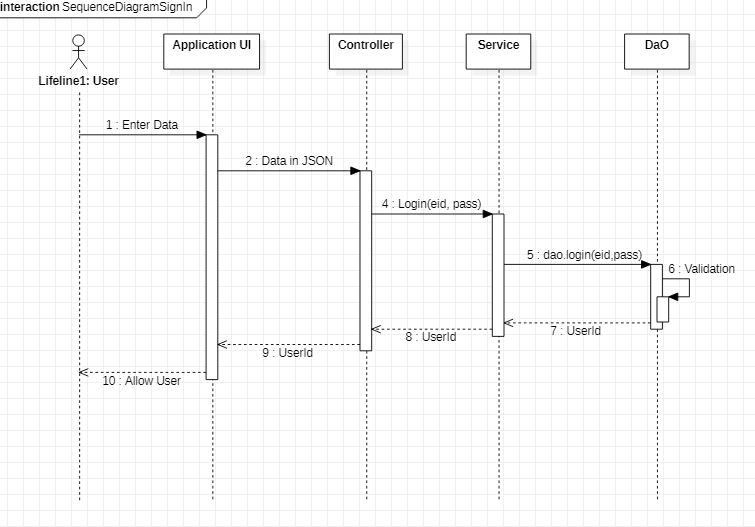 interaction SequenceDiagramSignIn
Lifeline1: User
Application UI
Controller
Service
DaO
1 : Enter Data
2 : Data in JSON
4 : Login(eid, pass)
5 : dao.login(eid,pass)
6 : Validation
7 : UserId
8 : UserId
9 : UserId
10 : Allow User